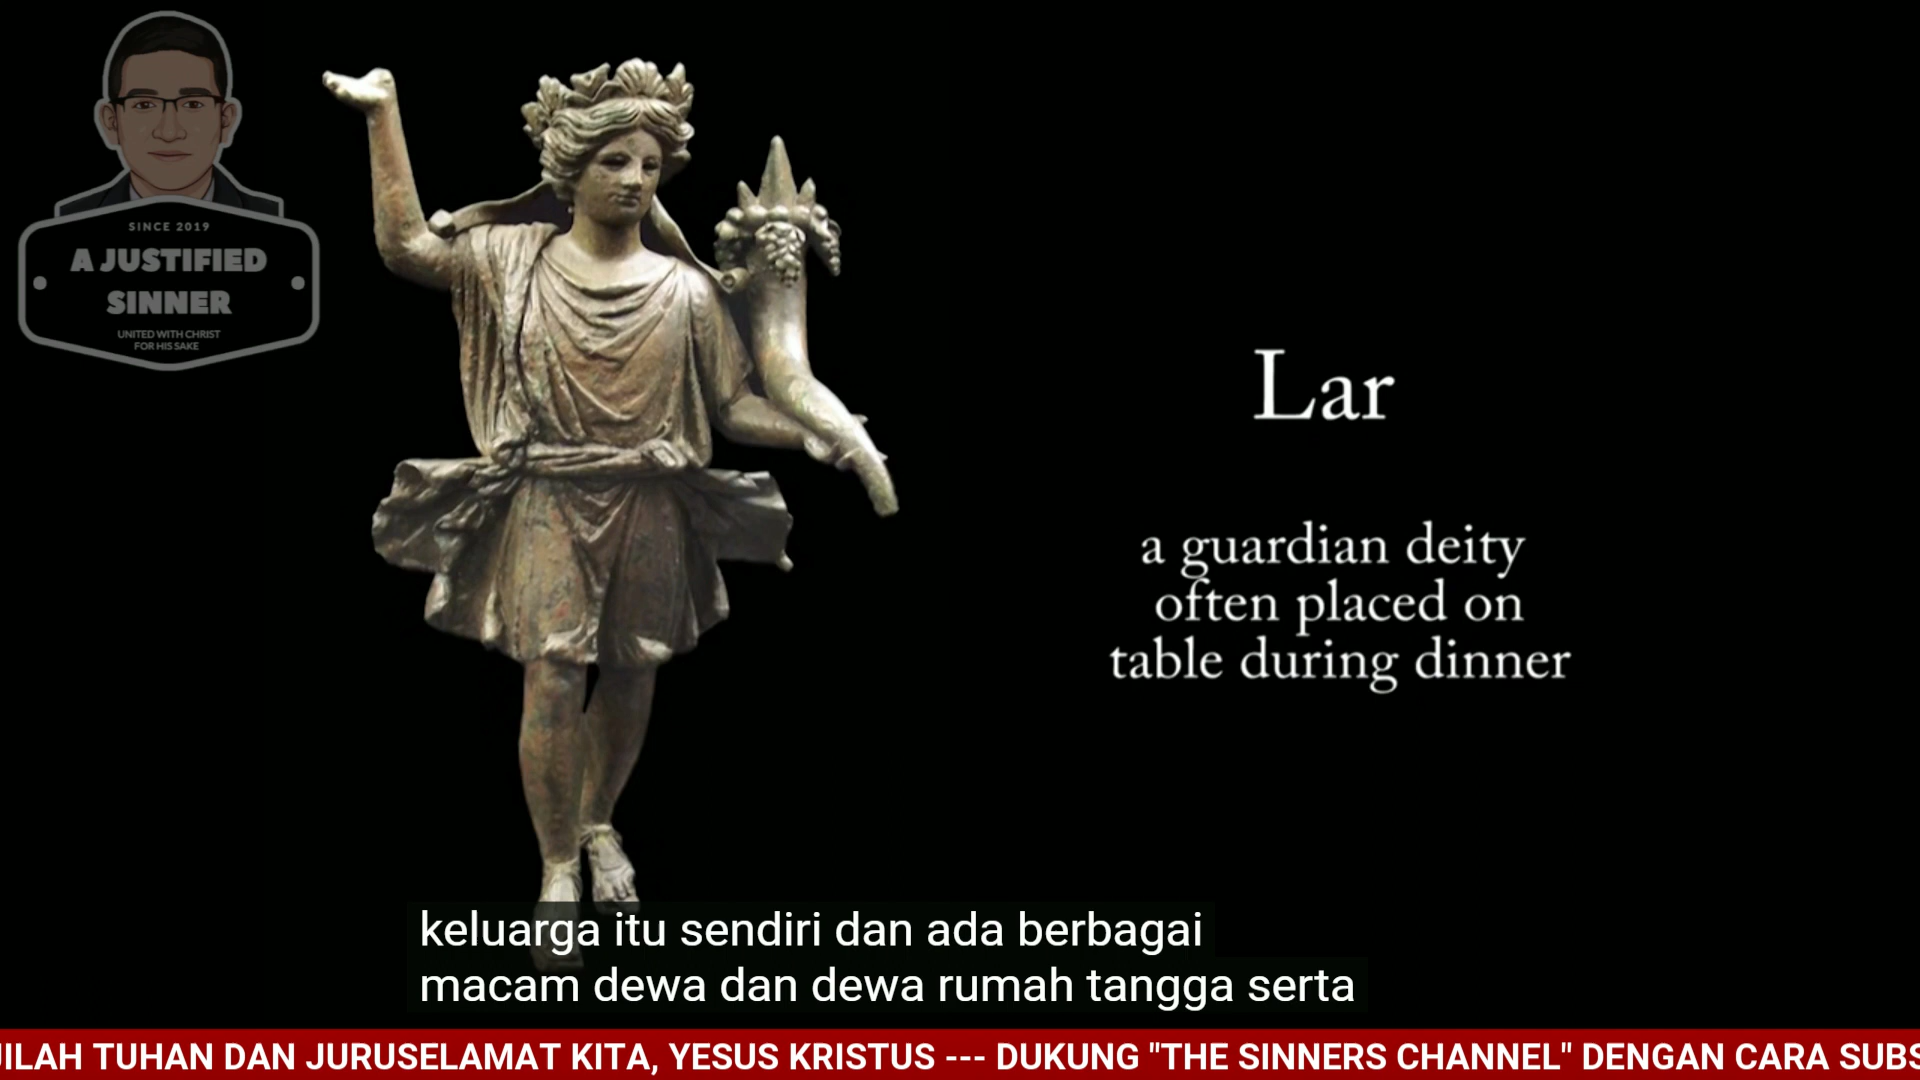 SINCE 2019
A JUSTIFIED
SINNER
UNITED WITH CHRIST
FOR HIS SAKE
Lar
a guardian deity
often placed on
table during dinner
keluarga itu sendiri dan ada berbagai
macam dewa dan dewa rumah tangga serta
TUHAN DAN JURUSELAMAT KITA, YESUS KRISTUS --- DUKUNG "THE SINNERS CHANNEL" DENGAN CARA